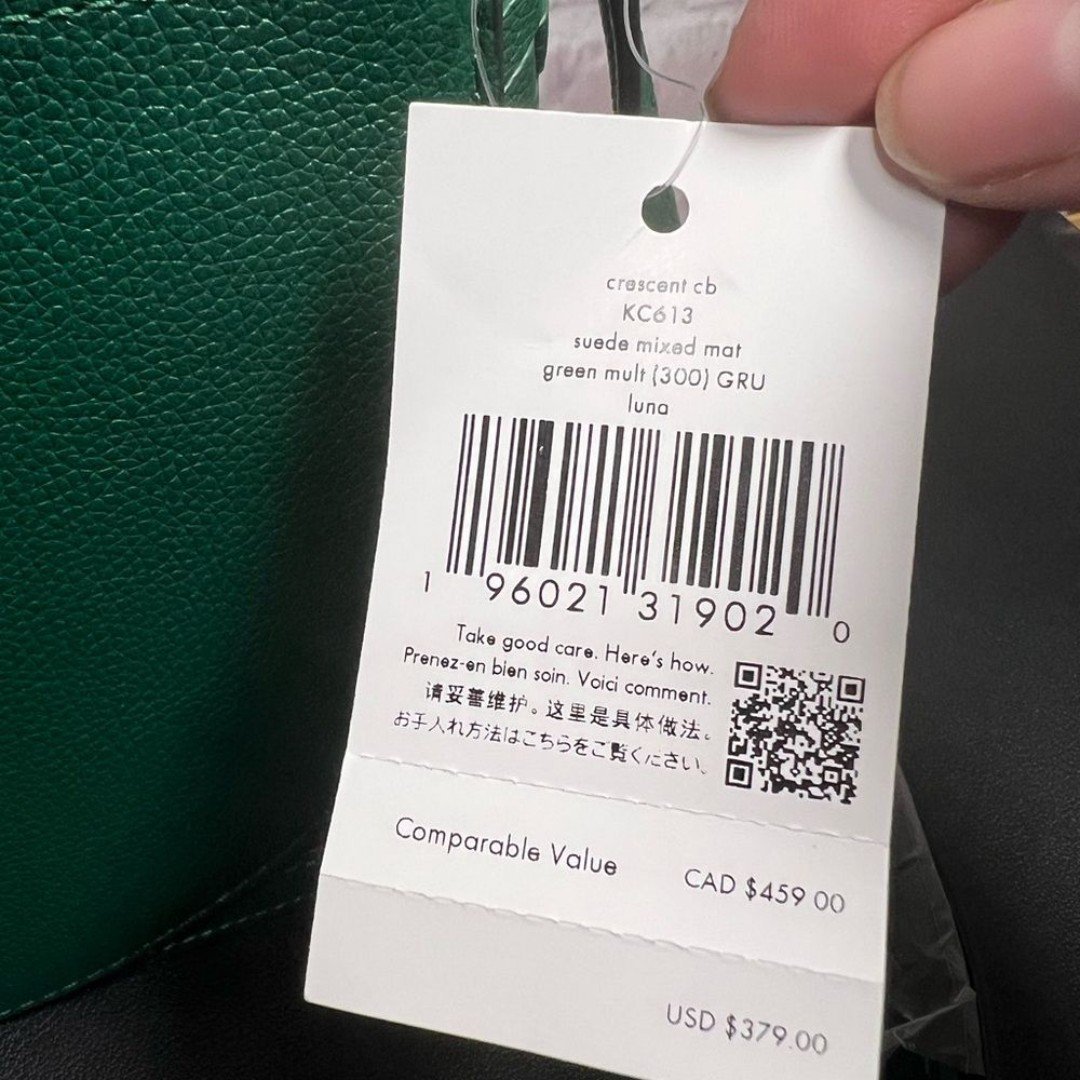 crescent cb
KC613
suede mixed mat
green mult (300) GRU
luna
1 96021 31902 0
Take good care. Here's how.
Prenez-en bien soin. Voici comment.
请妥善维护。这里是具体做法。
お手入れ方法はこちらをご覧ください。
Comparable Value CAD $459.00
USD $379.00